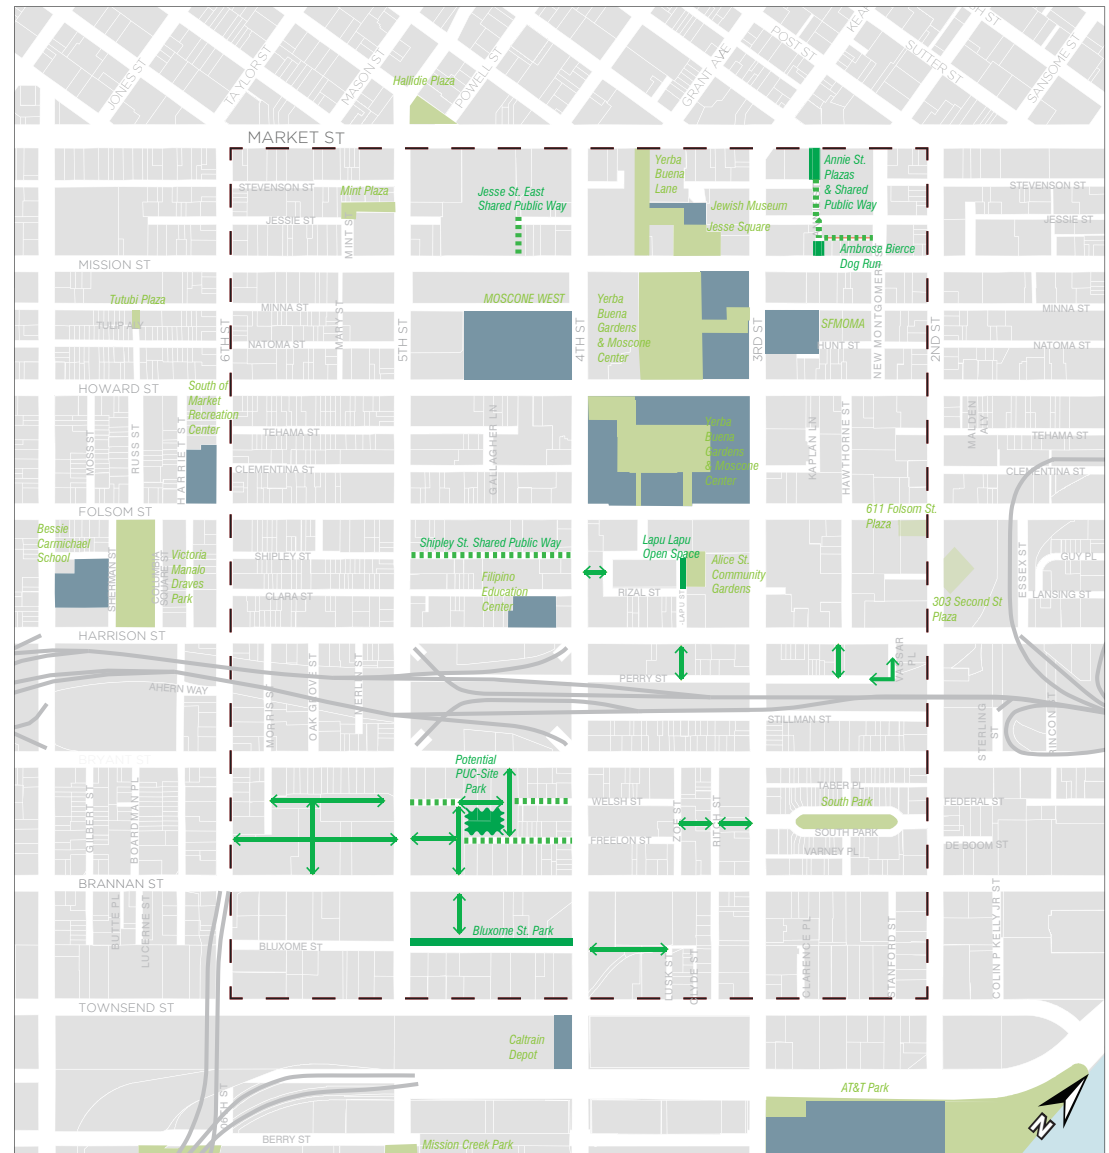 JONES ST
TAYLOR ST
MASON ST
POWELL ST
GRANT AVE
POST ST
SUTTER ST
SANSOME ST
Hallidie Plaza
MARKET ST
STEVENSON ST
Mint Plaza
JESSIE ST
MINT ST
Jesse St. East
Shared Public Way
Yerba
Buena
Lane
Jewish Museum
Jesse Square
Annie St.
Plazas
& Shared
Public Way
Ambrose Bierce
Dog Run
STEVENSON ST
JESSIE ST
MISSION ST
Tutubi Plaza
TULIP ALY
6TH ST
MINNA ST
NATOMA ST
MARY ST
5TH ST
MOSCONE WEST
4TH ST
Yerba
Buena
Gardens
& Moscone
Center
3RD ST
SFMOMA
HUNT ST
NEW MONTGOMERY ST
2ND ST
MINNA ST
NATOMA ST
HOWARD ST
South of
Market
Recreation
Center
MOSS ST
RUSS ST
HARRIET ST
TEHAMA ST
CLEMENTINA ST
GALLAGHER LN
Yerba
Buena
Gardens
& Moscone
Center
KAPLAN LN
HAWTHORNE ST
MALDEN
ALY
TEHAMA ST
CLEMENTINA ST
FOLSOM ST
611 Folsom St.
Plaza
Bessie
Carmichael
School
SHERMAN ST
COLUMBIA
SQUARE ST
Victoria
Manalo
Draves
Park
SHIPLEY ST
CLARA ST
Shipley St. Shared Public Way
Filipino
Education
Center
Lapu Lapu
Open Space
Alice St.
Community
Gardens
RIZAL ST
303 Second St
Plaza
ESSEX ST
GUY PL
LANSING ST
HARRISON ST
AHERN WAY
MORRIS ST
OAK GROVE ST
MERLIN ST
PERRY ST
VASSAR
PL
STILLMAN ST
STERLING
ST
RINCON ST
BRYANT ST
GILBERT ST
BOARDMAN PL
Potential
PUC-Site
Park
WELSH ST
FREELON ST
ZOE ST
RITCH ST
TABER PL
South Park
SOUTH PARK
VARNEY PL
FEDERAL ST
DE BOOM ST
BRANNAN ST
BUTTE PL
LUCERNE ST
BLUXOME ST
Bluxome St. Park
LUSK ST
CLYDE ST
CLARENCE PL
STANFORD ST
COLIN P KELLY JR ST
TOWNSEND ST
Caltrain
Depot
AT&T Park
BERRY ST
Mission Creek Park
N